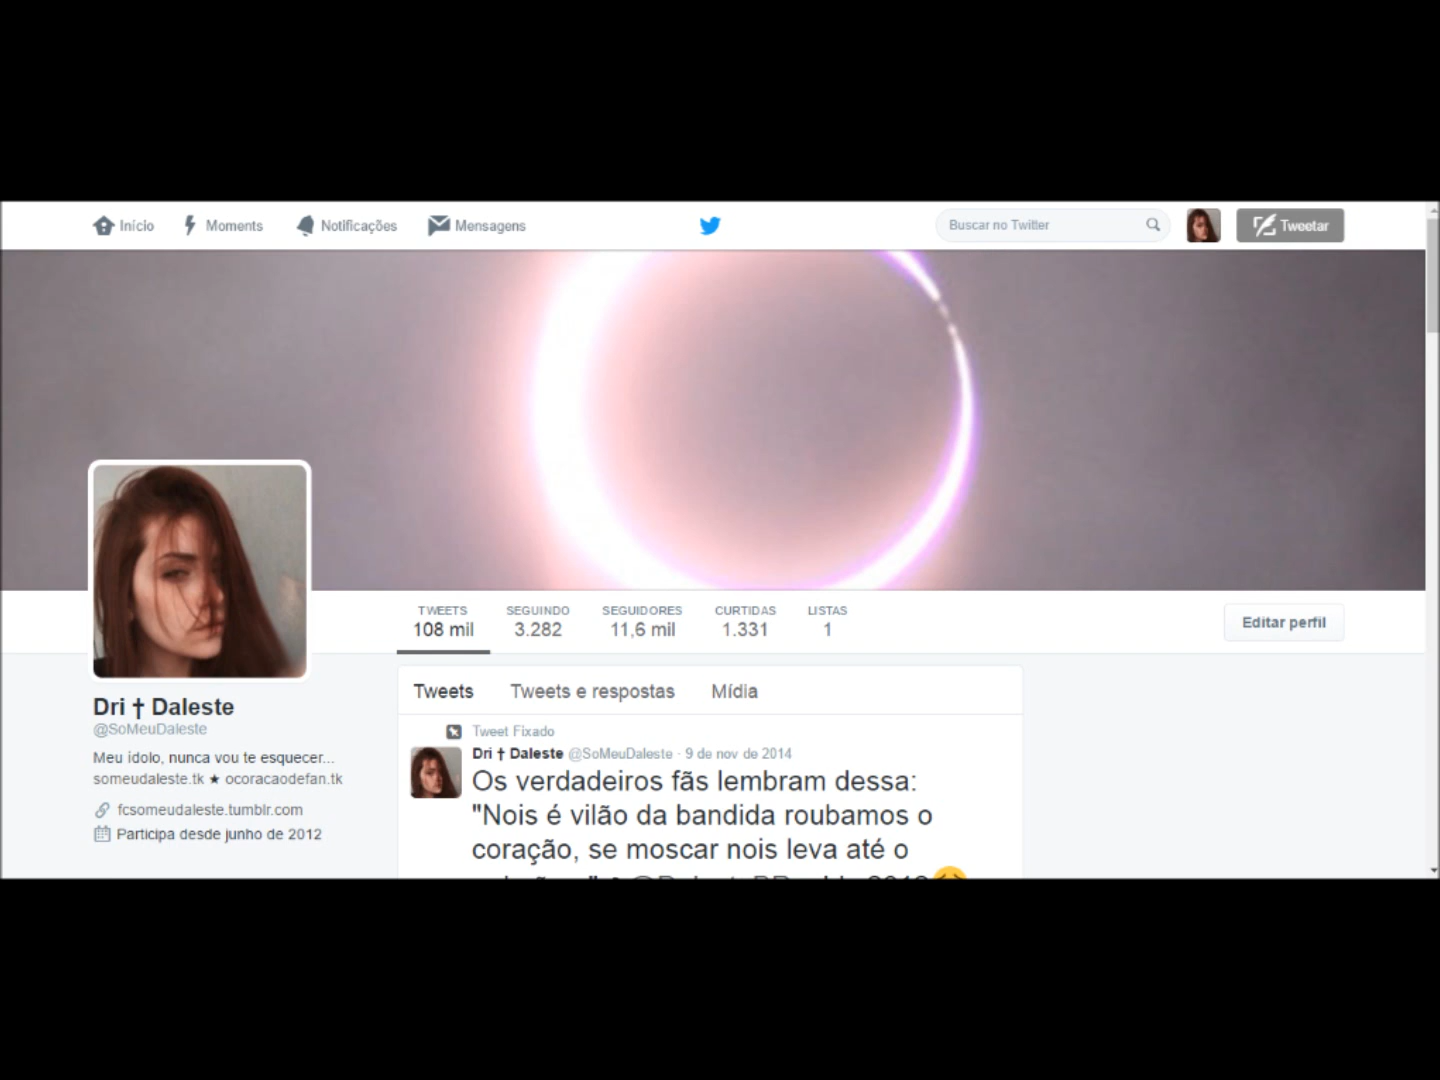 Início Moments Notificações Mensagens Buscar no Twitter Tweetar
TWEETS SEGUINDO SEGUIDORES CURTIDAS LISTAS
108 mil 3.282 11,6 mil 1.331 1
Editar perfil
Dri † Daleste
@SoMeuDaleste
Meu ídolo, nunca vou te esquecer...
someudaleste.tk ★ ocoracaodefan.tk
fcsomeudaleste.tumblr.com
Participa desde junho de 2012
Tweets Tweets e respostas Mídia
Tweet Fixado
Dri † Daleste @SoMeuDaleste · 9 de nov de 2014
Os verdadeiros fãs lembram dessa:
"Nois é vilão da bandida roubamos o
coração, se moscar nois leva até o